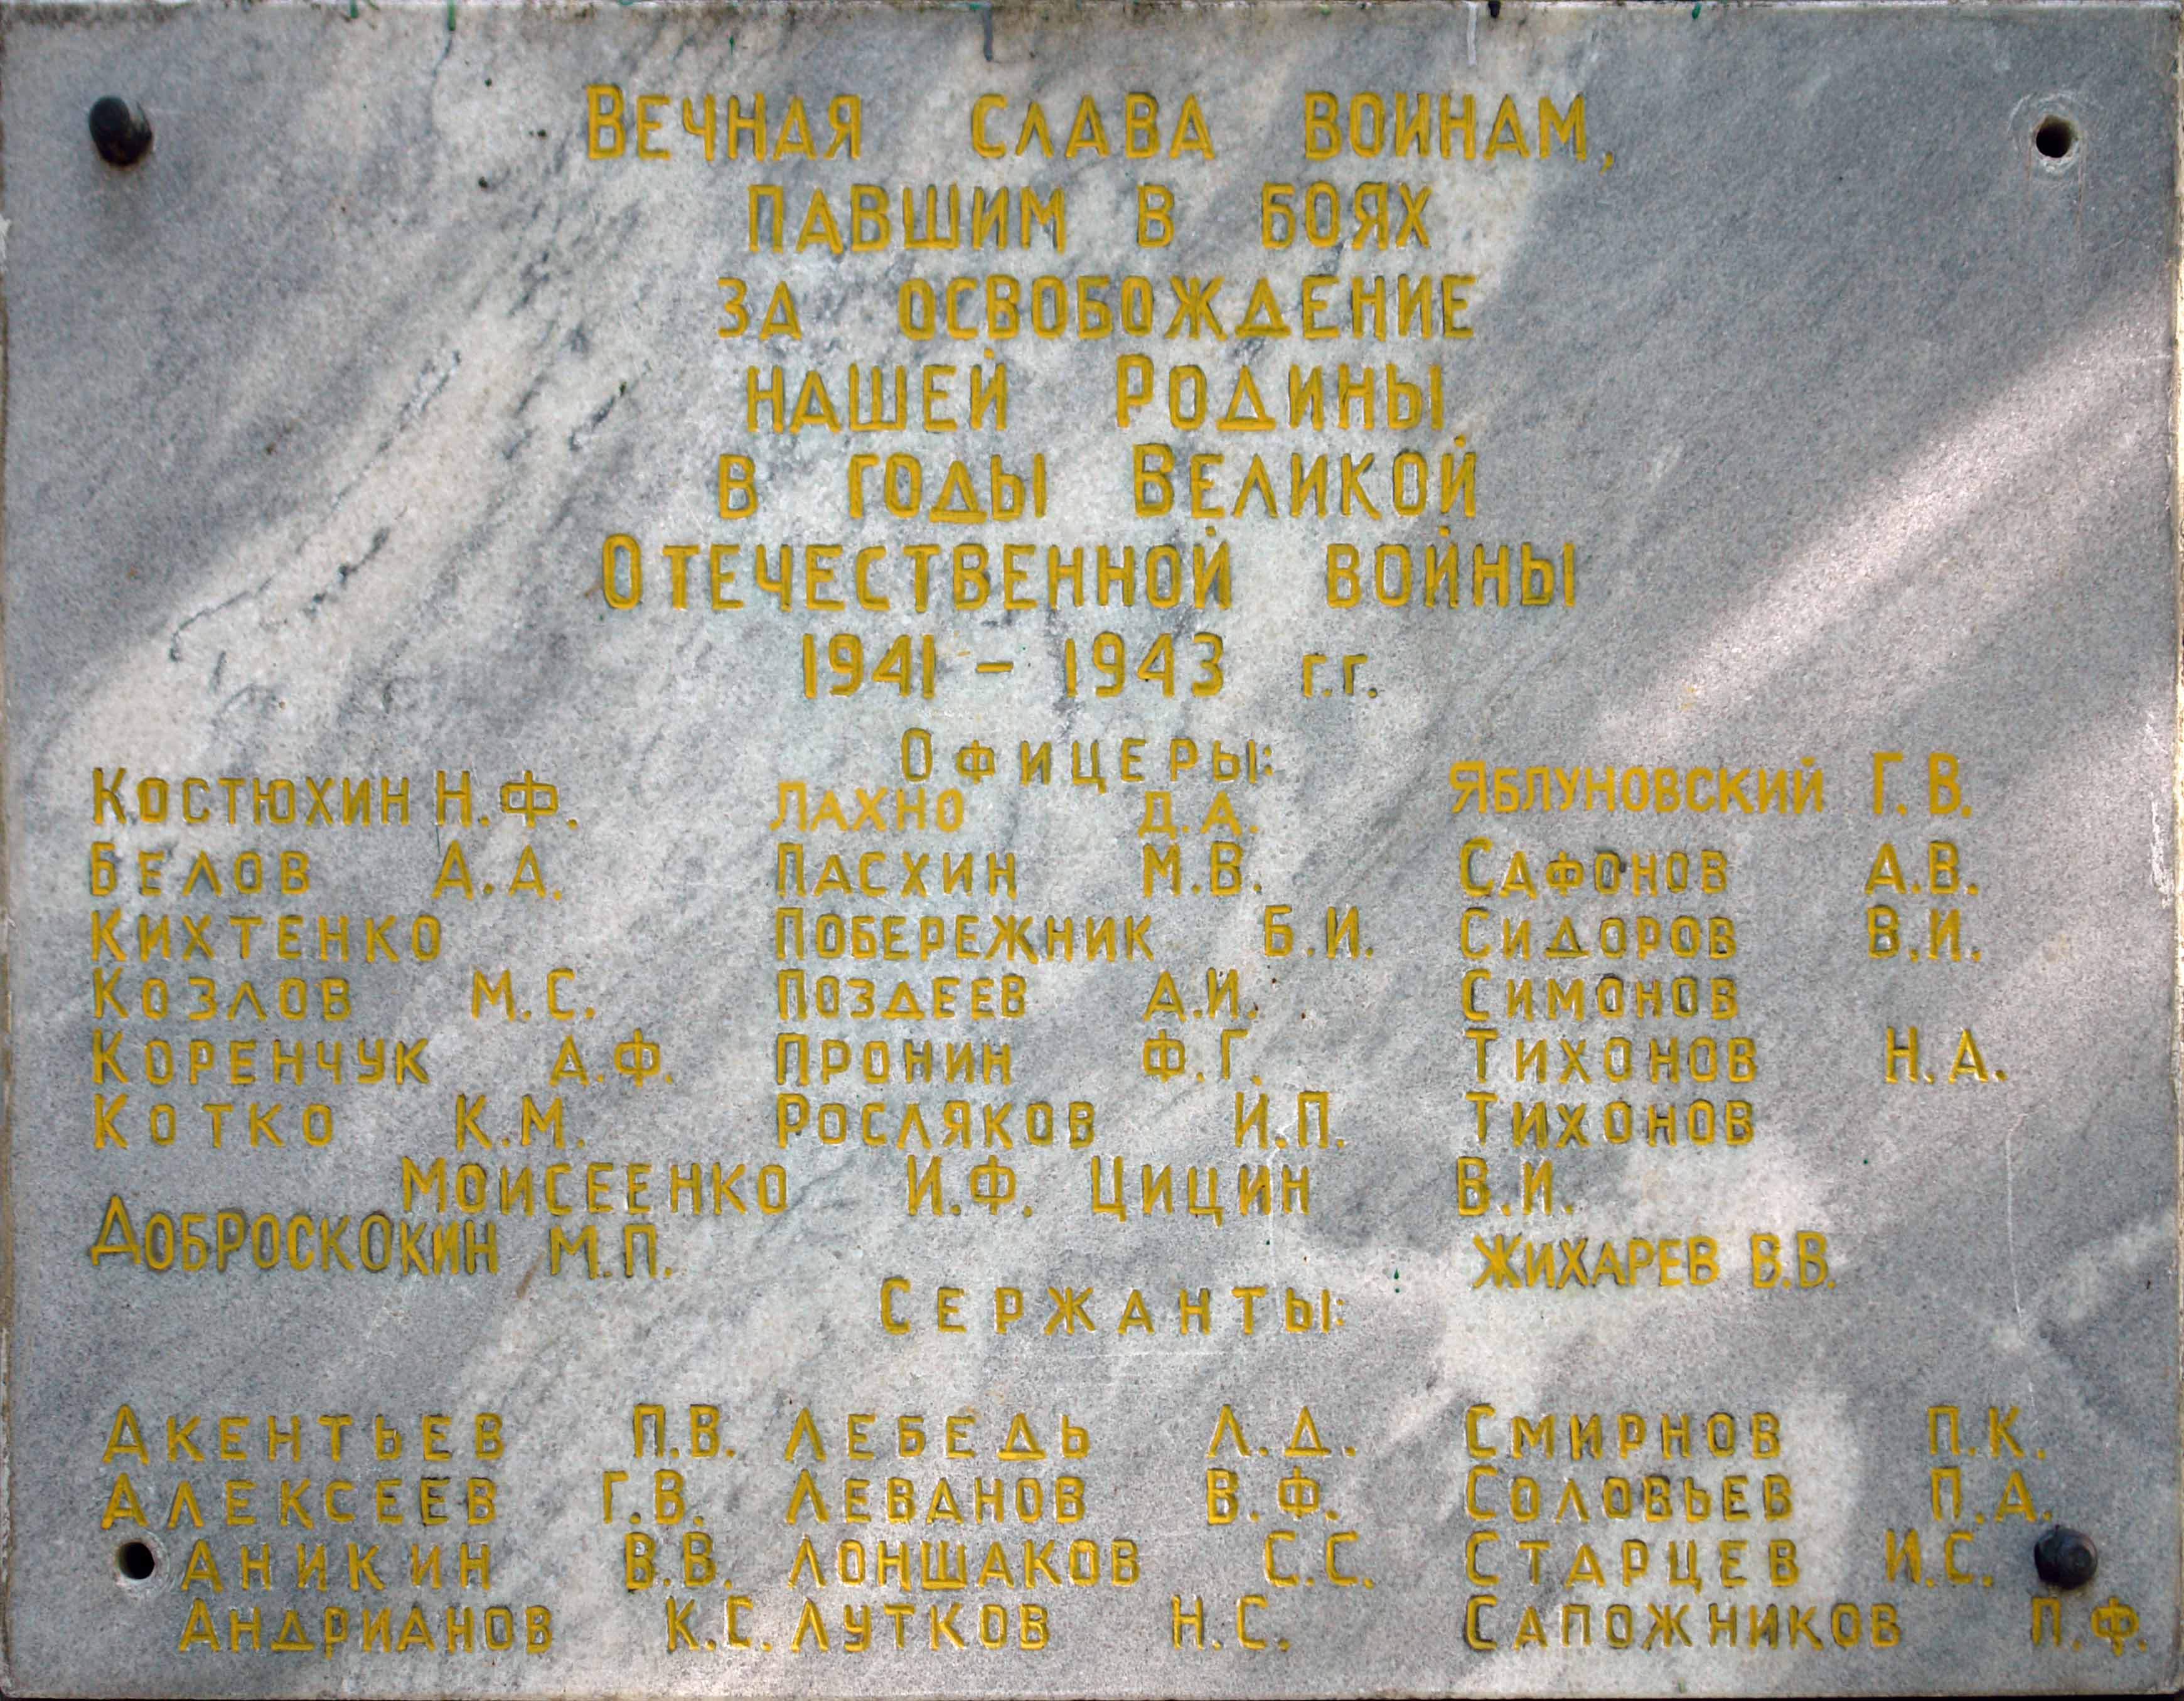 Вечная слава воинам,
павшим в боях
за освобождение
нашей Родины
в годы Великой
Отечественной войны
1941 - 1943 г.г.
Офицеры:
Костюхин Н.Ф. Лахно Д.А. Яблуновский Г.В.
Белов А.А. Пасхин М.В. Сафонов А.В.
Кихтенко Побережник Б.И. Сидоров В.И.
Козлов М.С. Поздеев А.И. Симонов
Коренчук А.Ф. Пронин Ф.Г. Тихонов Н.А.
Котко К.М. Росляков И.П. Тихонов
Моисеенко И.Ф. Цицин В.И.
Доброскокин М.П. Жихарев В.В.
Сержанты:
Акентьев П.В. Лебедь Л.Д. Смирнов П.К.
Алексеев Г.В. Леванов В.Ф. Соловьев П.А.
Аникин В.В. Лоншаков С.С. Старцев И.С.
Андрианов К.С. Лутков Н.С. Сапожников П.Ф.